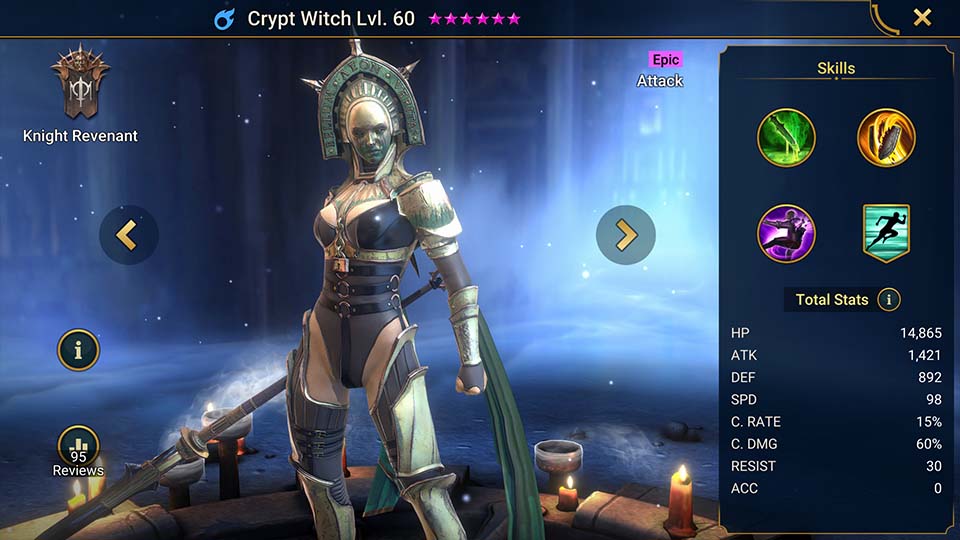 Crypt Witch Lvl. 60
Epic
Attack
Knight Revenant
95
Reviews
Skills
Total Stats
HP 14,865
ATK 1,421
DEF 892
SPD 98
C. RATE 15%
C. DMG 60%
RESIST 30
ACC 0